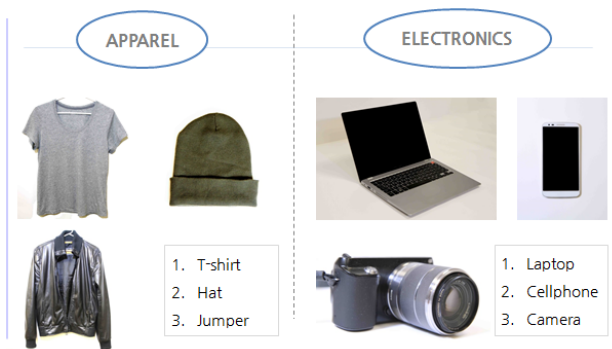 APPAREL
ELECTRONICS
1. T-shirt
2. Hat
3. Jumper
1. Laptop
2. Cellphone
3. Camera